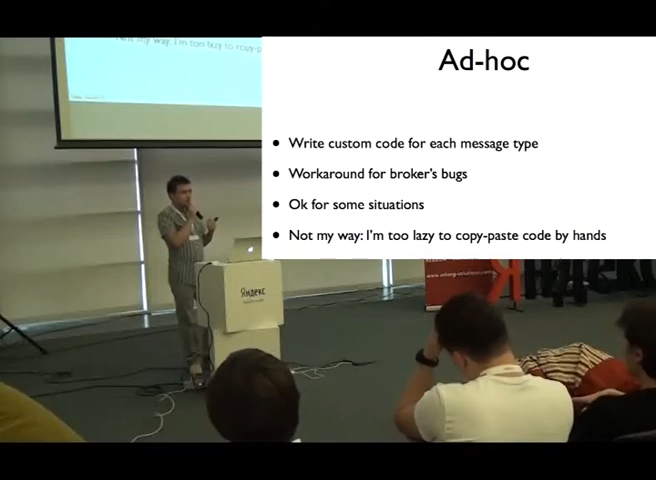 Not my way: I'm too lazy to copy-p
Ad-hoc
• Write custom code for each message type
• Workaround for broker's bugs
• Ok for some situations
• Not my way: I'm too lazy to copy-paste code by hands
Яндекс